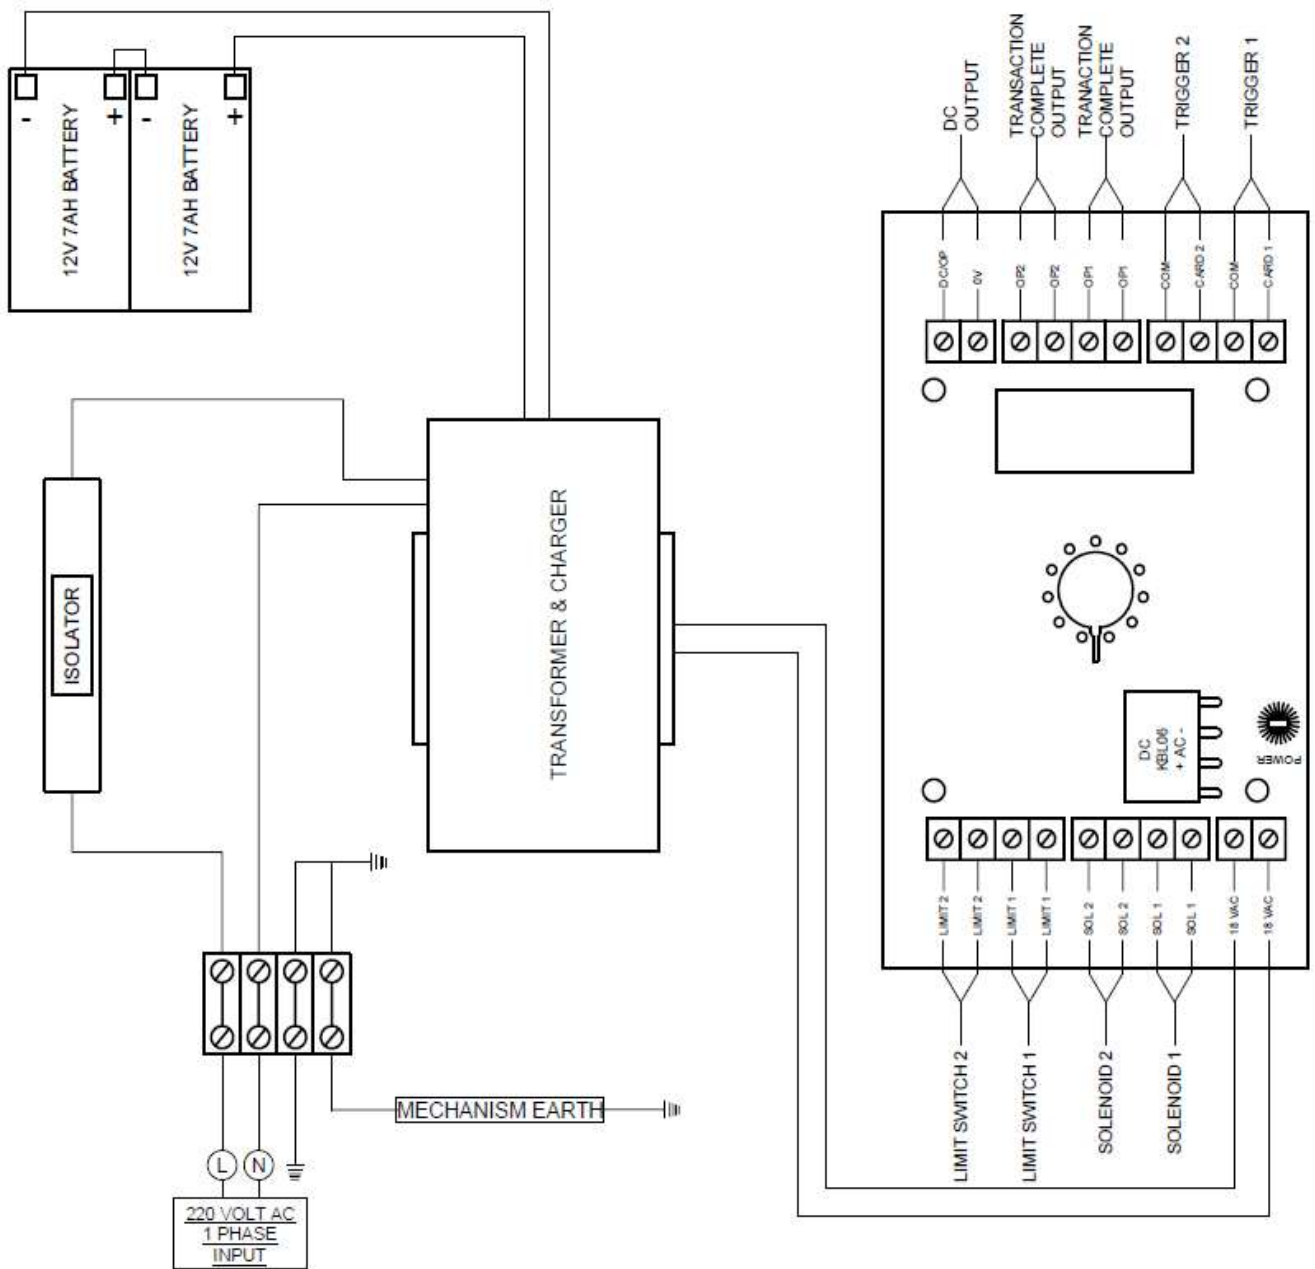 -
+
-
+
12V 7AH BATTERY
12V 7AH BATTERY
ISOLATOR
TRANSFORMER & CHARGER
MECHANISM EARTH
L
N
220 VOLT AC
1 PHASE
INPUT
DC
OUTPUT
TRANSACTION
COMPLETE
OUTPUT
TRANACTION
COMPLETE
OUTPUT
TRIGGER 2
TRIGGER 1
DC/OP
0V
OP2
OP2
OP1
OP1
COM
CARD 2
COM
CARD 1
DC
KBL06
+ AC -
POWER
LIMIT 2
LIMIT 2
LIMIT 1
LIMIT 1
SOL 2
SOL 2
SOL 1
SOL 1
18 VAC
18 VAC
LIMIT SWITCH 2
LIMIT SWITCH 1
SOLENOID 2
SOLENOID 1